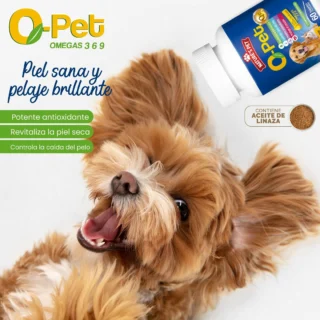 O-Pet
OMEGAS 3 6 9
Piel sana y
pelaje brillante
Potente antioxidante
Revitaliza la piel seca
Controla la caída del pelo
O-Pet
CONTIENE
ACEITE DE
LINAZA